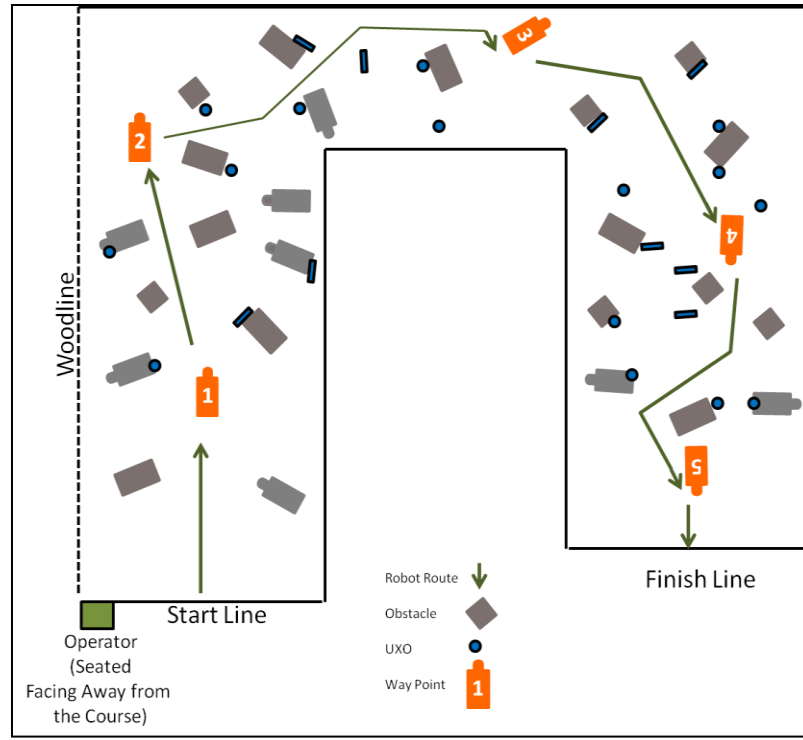 3
2
4
Woodline
1
5
Robot Route
Finish Line
Start Line
Obstacle
Operator
(Seated
Facing Away from
the Course)
UXO
Way Point
1